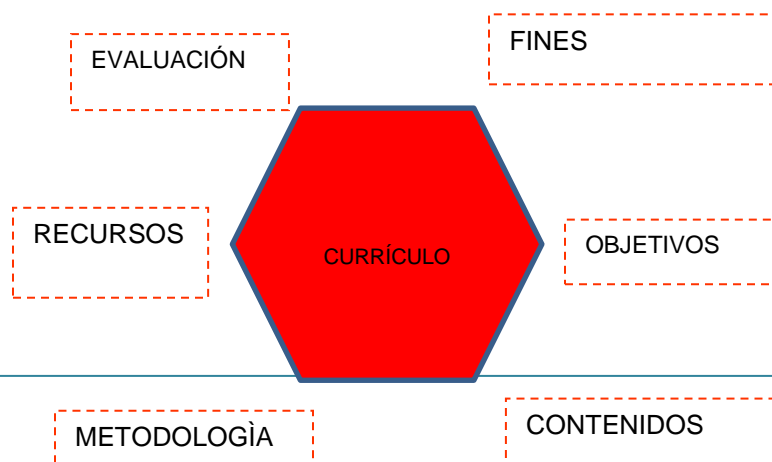 FINES
EVALUACIÓN
RECURSOS
OBJETIVOS
CURRÍCULO
CONTENIDOS
METODOLOGÌA